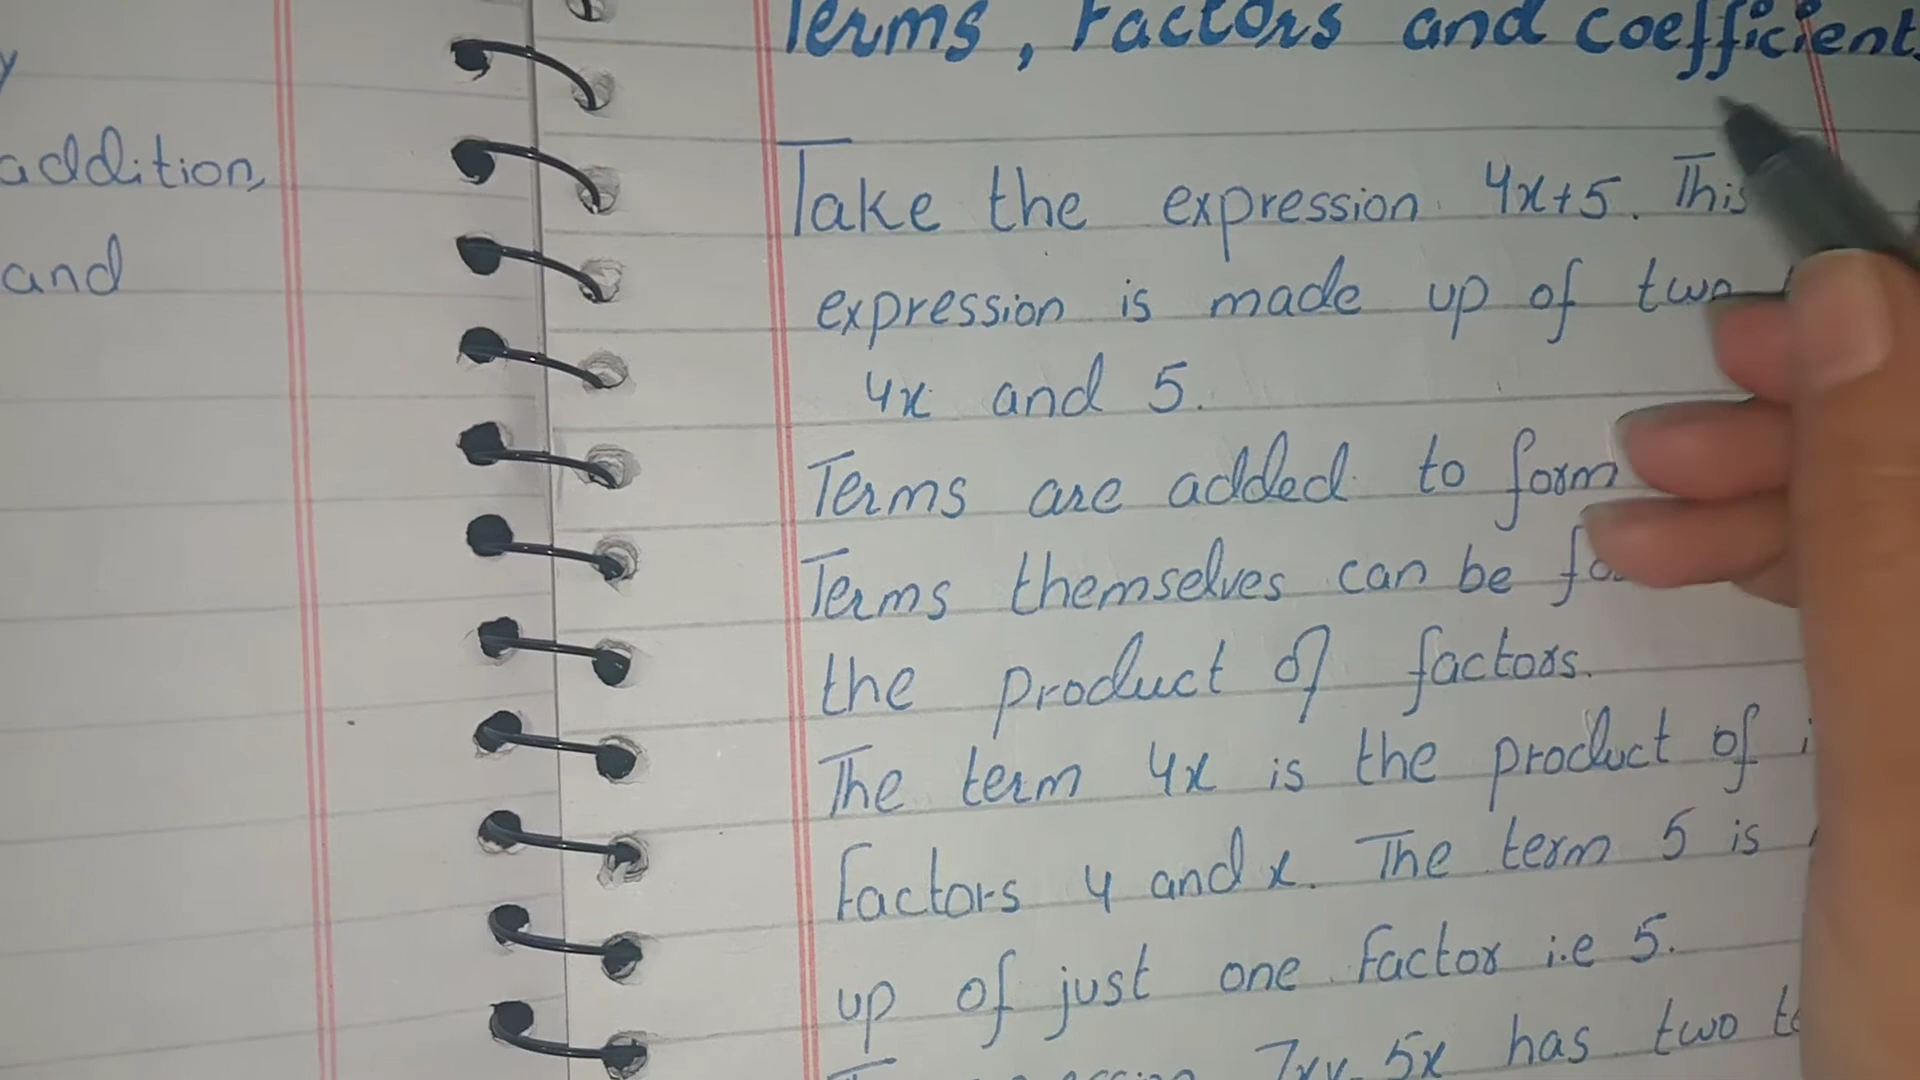 y
addition,
and
Terms, Factors and coefficient
Take the expression 4x+5. This
expression is made up of two
4x and 5.
Terms are added to form
Terms themselves can be
the product of factors.
The term 4x is the product of
factors 4 and x. The term 5 is
up of just one factor i.e 5.
7xy-5x has two